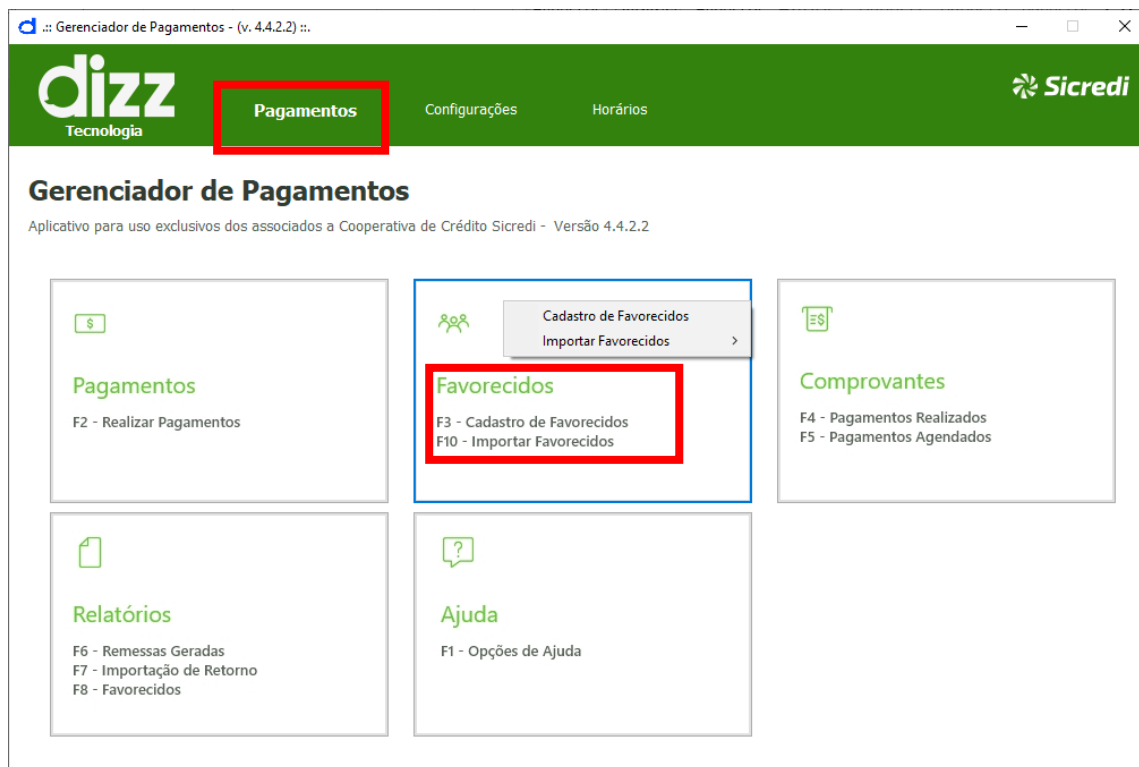 .:: Gerenciador de Pagamentos - (v. 4.4.2.2) ::.
dizz
Tecnologia
Pagamentos
Configurações
Horários
Sicredi
Gerenciador de Pagamentos
Aplicativo para uso exclusivos dos associados a Cooperativa de Crédito Sicredi - Versão 4.4.2.2
Pagamentos
F2 - Realizar Pagamentos
Cadastro de Favorecidos
Importar Favorecidos
Favorecidos
F3 - Cadastro de Favorecidos
F10 - Importar Favorecidos
Comprovantes
F4 - Pagamentos Realizados
F5 - Pagamentos Agendados
Relatórios
F6 - Remessas Geradas
F7 - Importação de Retorno
F8 - Favorecidos
Ajuda
F1 - Opções de Ajuda